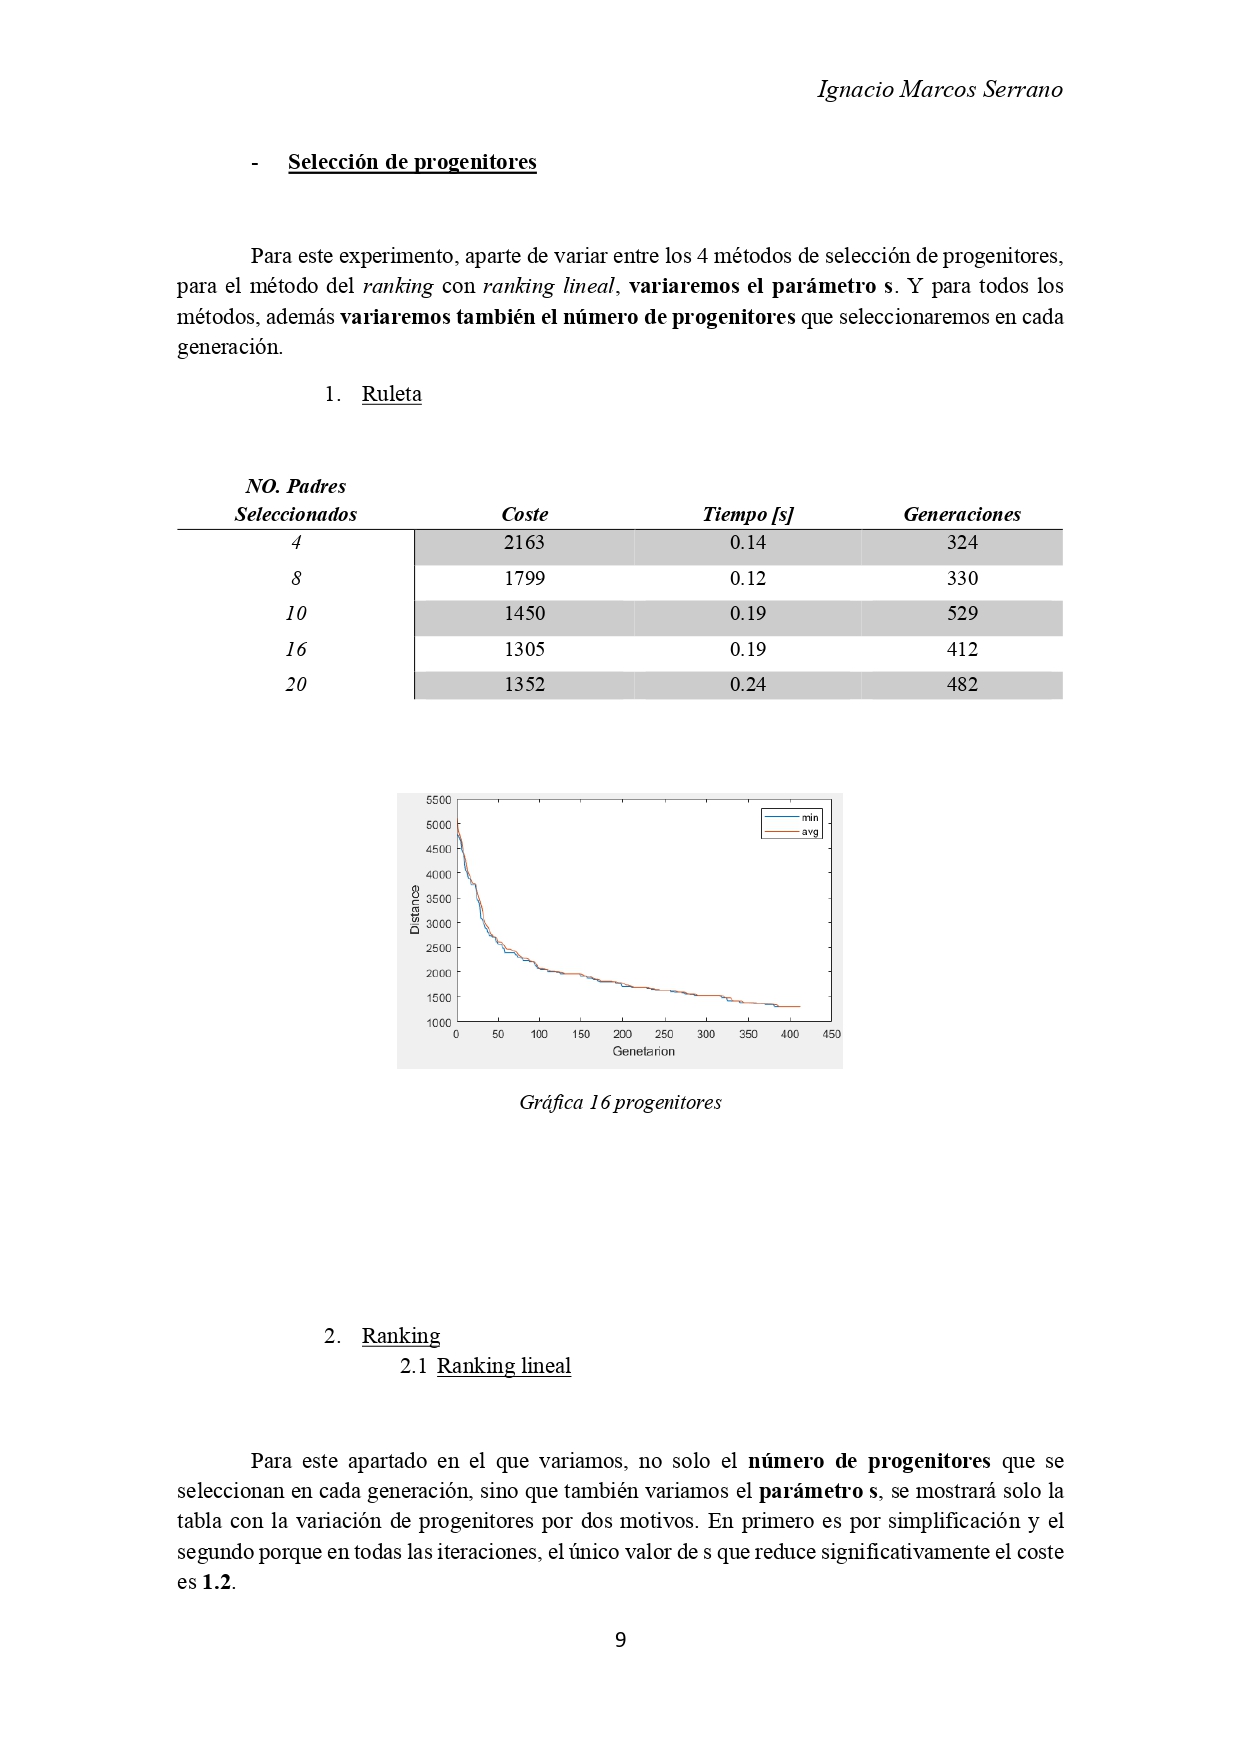 Ignacio Marcos Serrano
- Selección de progenitores
Para este experimento, aparte de variar entre los 4 métodos de selección de progenitores,
para el método del ranking con ranking lineal, variaremos el parámetro s. Y para todos los
métodos, además variaremos también el número de progenitores que seleccionaremos en cada
generación.
1. Ruleta
NO. Padres
Seleccionados Coste Tiempo [s] Generaciones
4 2163 0.14 324
8 1799 0.12 330
10 1450 0.19 529
16 1305 0.19 412
20 1352 0.24 482
5500
5000
4500
4000
3500
3000
2500
2000
1500
1000
Distance
min
avg
0 50 100 150 200 250 300 350 400 450
Genetarion
Gráfica 16 progenitores
2. Ranking
2.1 Ranking lineal
Para este apartado en el que variamos, no solo el número de progenitores que se
seleccionan en cada generación, sino que también variamos el parámetro s, se mostrará solo la
tabla con la variación de progenitores por dos motivos. En primero es por simplificación y el
segundo porque en todas las iteraciones, el único valor de s que reduce significativamente el coste
es 1.2.
9